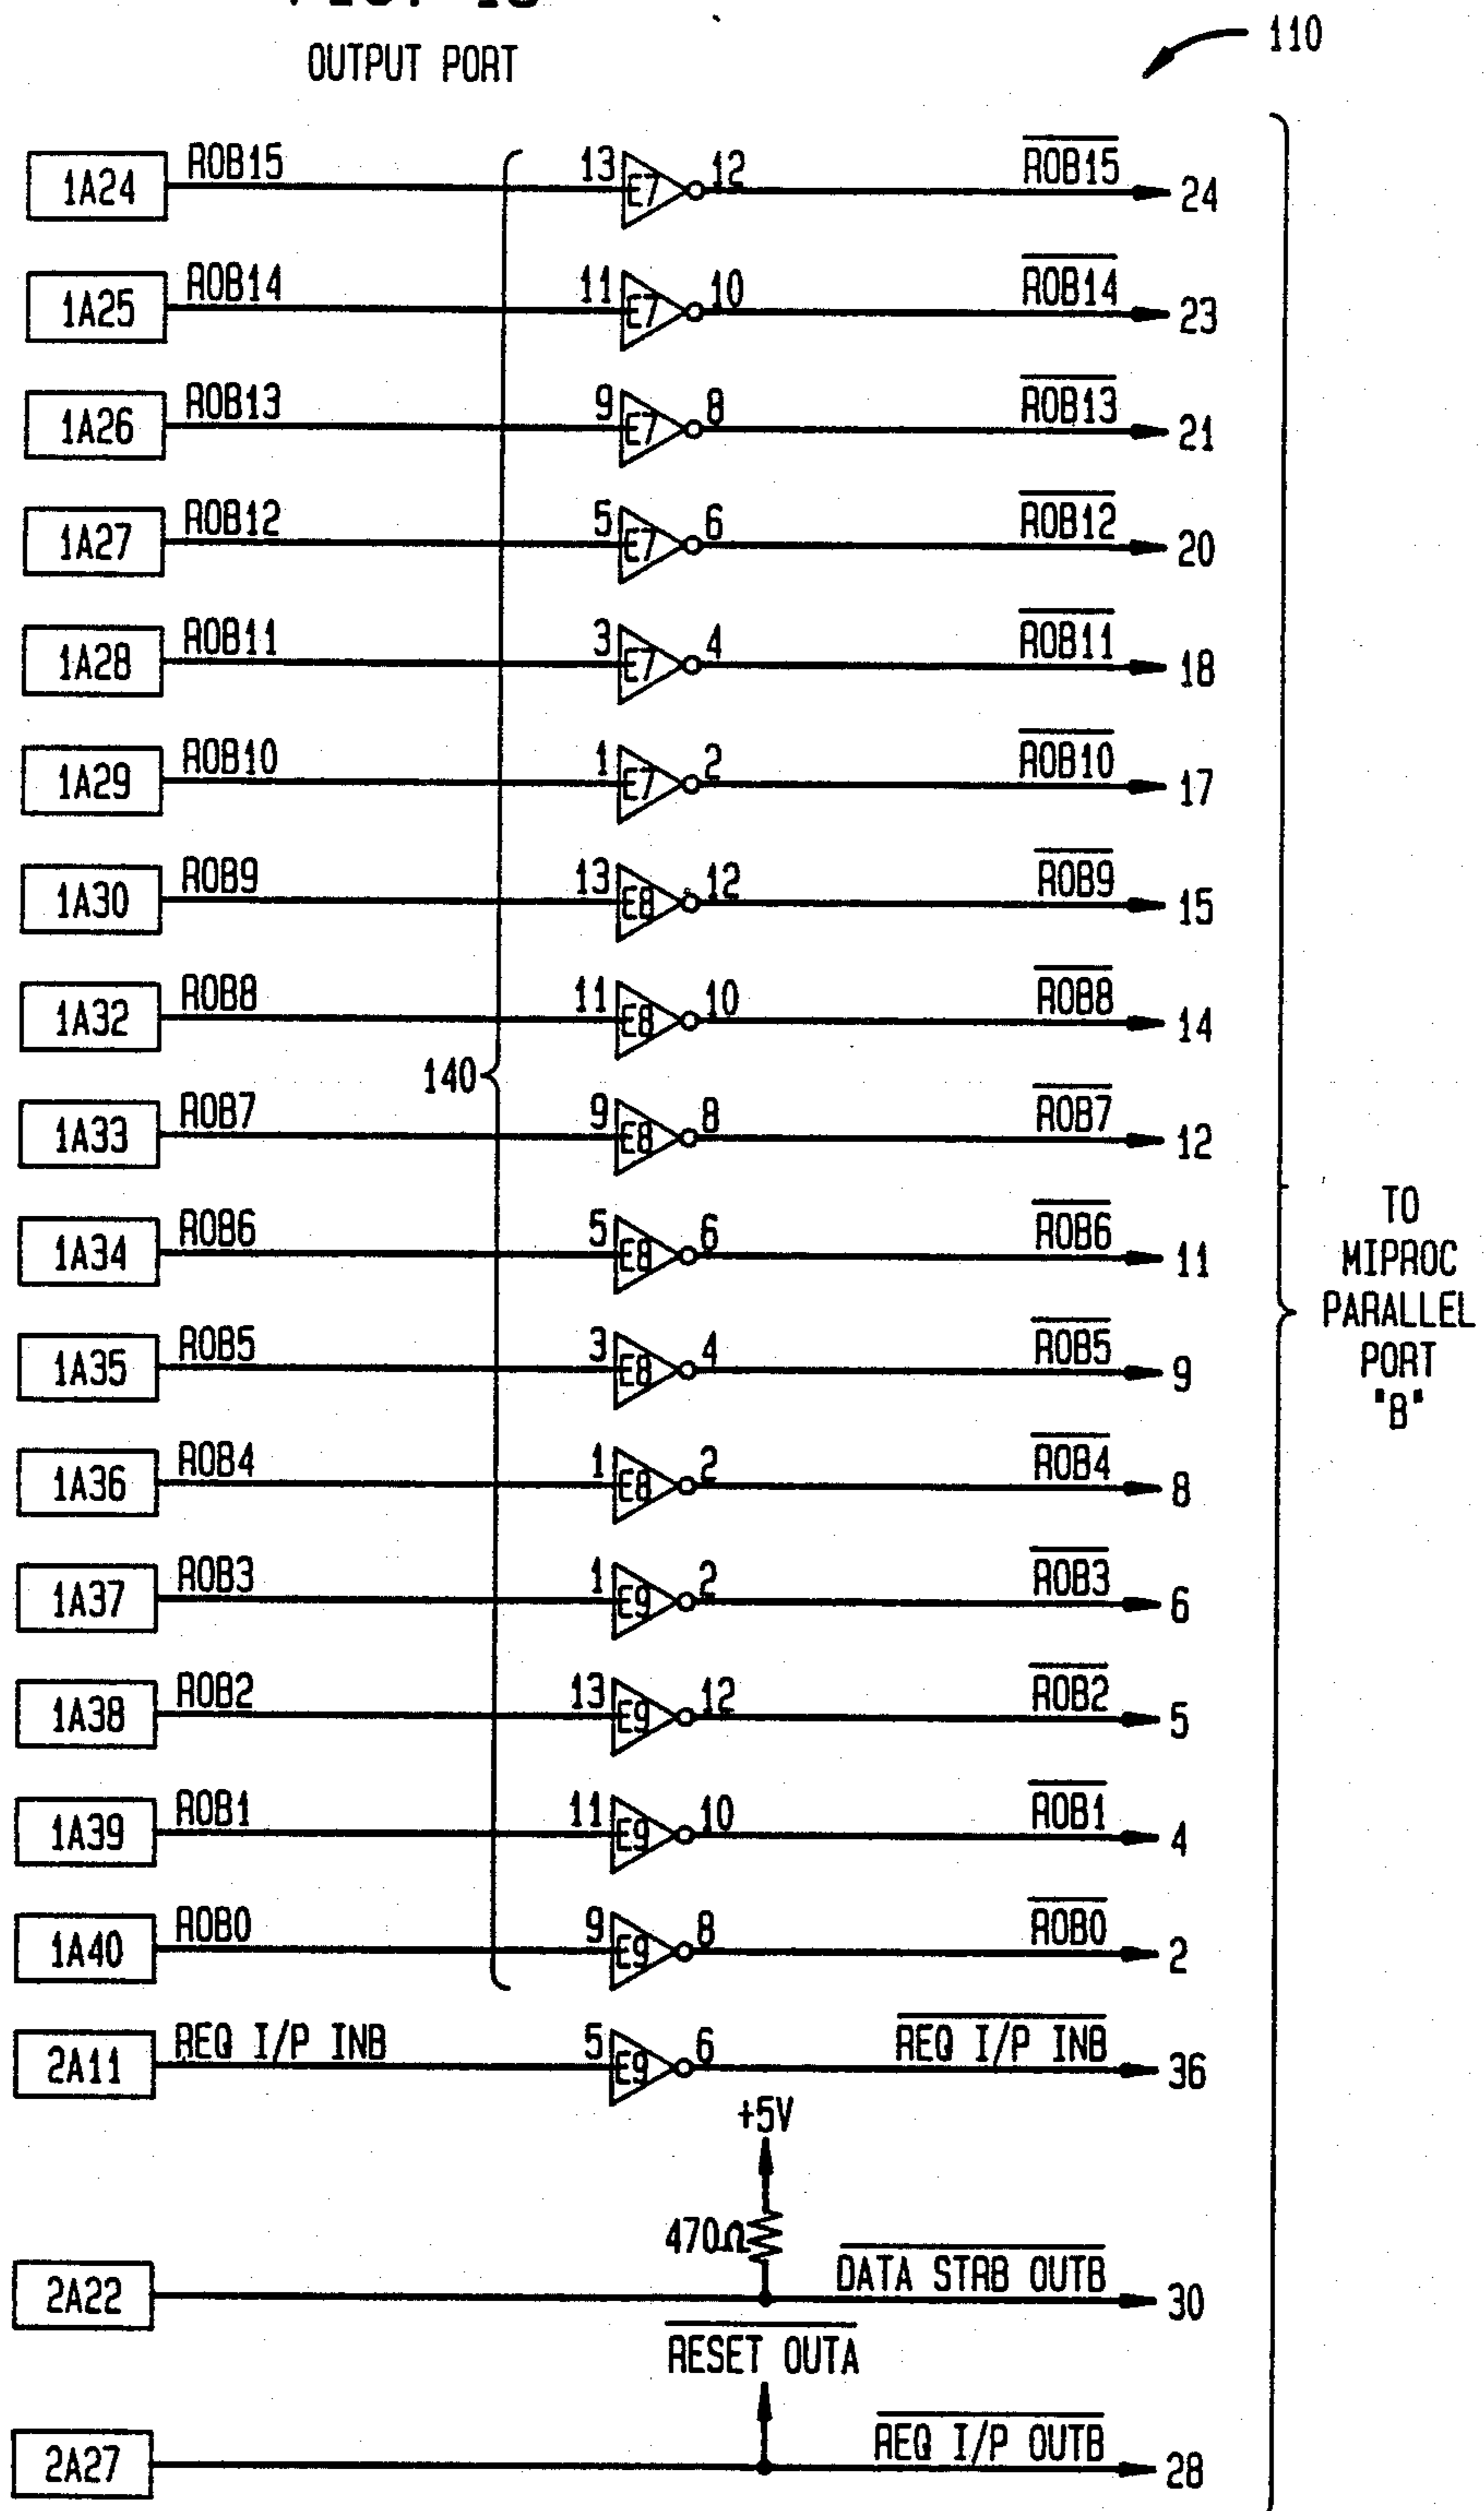 OUTPUT PORT
110
1A24 ROB15 13 E7 12 ROB15 24
1A25 ROB14 11 E7 10 ROB14 23
1A26 ROB13 9 E7 8 ROB13 21
1A27 ROB12 5 E7 6 ROB12 20
1A28 ROB11 3 E7 4 ROB11 18
1A29 ROB10 1 E7 2 ROB10 17
1A30 ROB9 13 E8 12 ROB9 15
1A32 ROB8 11 E8 10 ROB8 14
140
1A33 ROB7 9 E8 8 ROB7 12
1A34 ROB6 5 E8 6 ROB6 11
1A35 ROB5 3 E8 4 ROB5 9
1A36 ROB4 1 E8 2 ROB4 8
1A37 ROB3 1 E9 2 ROB3 6
1A38 ROB2 13 E9 12 ROB2 5
1A39 ROB1 11 E9 10 ROB1 4
1A40 ROB0 9 E9 8 ROB0 2
2A11 REQ I/P INB 5 E9 6 REQ I/P INB 36
+5V
470Ω
2A22 DATA STRB OUTB 30
RESET OUTA
2A27 REQ I/P OUTB 28
TO
MIPROC
PARALLEL
PORT
"B"